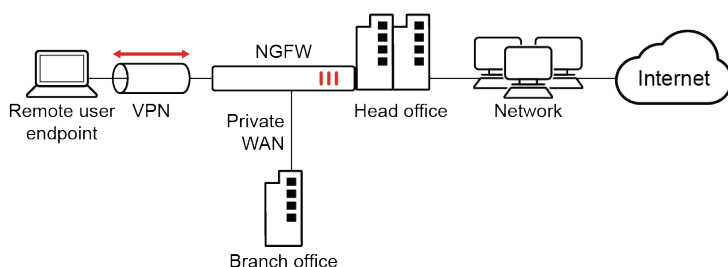 NGFW
Remote user
endpoint
VPN
Head office
Network
Internet
Private
WAN
Branch office